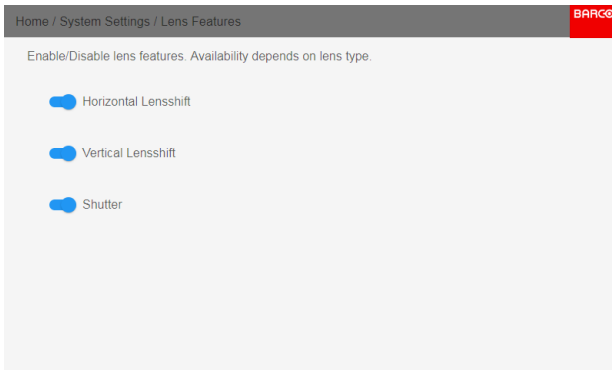 Home / System Settings / Lens Features
BARCO
Enable/Disable lens features. Availability depends on lens type.
Horizontal Lensshift
Vertical Lensshift
Shutter